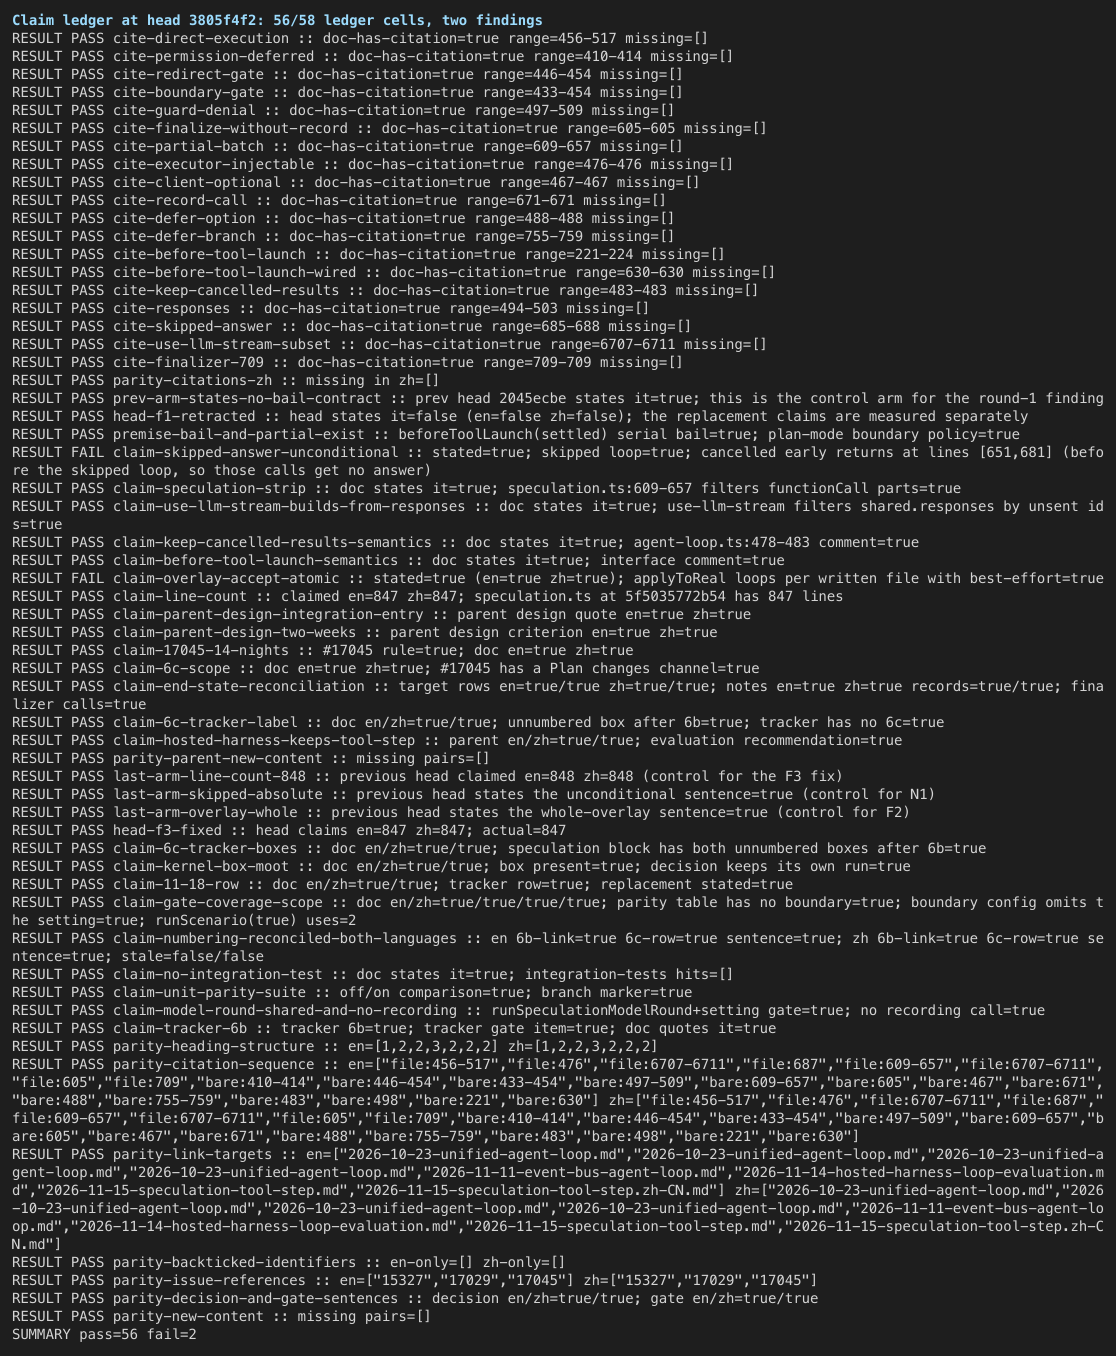 Claim ledger at head 3805f4f2: 56/58 ledger cells, two findings
RESULT PASS cite-direct-execution :: doc-has-citation=true range=456-517 missing=[]
RESULT PASS cite-permission-deferred :: doc-has-citation=true range=410-414 missing=[]
RESULT PASS cite-redirect-gate :: doc-has-citation=true range=446-454 missing=[]
RESULT PASS cite-boundary-gate :: doc-has-citation=true range=433-454 missing=[]
RESULT PASS cite-guard-denial :: doc-has-citation=true range=497-509 missing=[]
RESULT PASS cite-finalize-without-record :: doc-has-citation=true range=605-605 missing=[]
RESULT PASS cite-partial-batch :: doc-has-citation=true range=609-657 missing=[]
RESULT PASS cite-executor-injectable :: doc-has-citation=true range=476-476 missing=[]
RESULT PASS cite-client-optional :: doc-has-citation=true range=467-467 missing=[]
RESULT PASS cite-record-call :: doc-has-citation=true range=671-671 missing=[]
RESULT PASS cite-defer-option :: doc-has-citation=true range=488-488 missing=[]
RESULT PASS cite-defer-branch :: doc-has-citation=true range=755-759 missing=[]
RESULT PASS cite-before-tool-launch :: doc-has-citation=true range=221-224 missing=[]
RESULT PASS cite-before-tool-launch-wired :: doc-has-citation=true range=630-630 missing=[]
RESULT PASS cite-keep-cancelled-results :: doc-has-citation=true range=483-483 missing=[]
RESULT PASS cite-responses :: doc-has-citation=true range=494-503 missing=[]
RESULT PASS cite-skipped-answer :: doc-has-citation=true range=685-688 missing=[]
RESULT PASS cite-use-llm-stream-subset :: doc-has-citation=true range=6707-6711 missing=[]
RESULT PASS cite-finalizer-709 :: doc-has-citation=true range=709-709 missing=[]
RESULT PASS parity-citations-zh :: missing in zh=[]
RESULT PASS prev-arm-states-no-bail-contract :: prev head 2045ecbe states it=true; this is the control arm for the round-1 finding
RESULT PASS head-f1-retracted :: head states it=false (en=false zh=false); the replacement claims are measured separately
RESULT PASS premise-bail-and-partial-exist :: beforeToolLaunch(settled) serial bail=true; plan-mode boundary policy=true
RESULT FAIL claim-skipped-answer-unconditional :: stated=true; skipped loop=true; cancelled early returns at lines [651,681] (befo
re the skipped loop, so those calls get no answer)
RESULT PASS claim-speculation-strip :: doc states it=true; speculation.ts:609-657 filters functionCall parts=true
RESULT PASS claim-use-llm-stream-builds-from-responses :: doc states it=true; use-llm-stream filters shared.responses by unsent id
s=true
RESULT PASS claim-keep-cancelled-results-semantics :: doc states it=true; agent-loop.ts:478-483 comment=true
RESULT PASS claim-before-tool-launch-semantics :: doc states it=true; interface comment=true
RESULT FAIL claim-overlay-accept-atomic :: stated=true (en=true zh=true); applyToReal loops per written file with best-effort=true
RESULT PASS claim-line-count :: claimed en=847 zh=847; speculation.ts at 5f5035772b54 has 847 lines
RESULT PASS claim-parent-design-integration-entry :: parent design quote en=true zh=true
RESULT PASS claim-parent-design-two-weeks :: parent design criterion en=true zh=true
RESULT PASS claim-17045-14-nights :: #17045 rule=true; doc en=true zh=true
RESULT PASS claim-6c-scope :: doc en=true zh=true; #17045 has a Plan changes channel=true
RESULT PASS claim-end-state-reconciliation :: target rows en=true/true zh=true/true; notes en=true zh=true records=true/true; fina
lizer calls=true
RESULT PASS claim-6c-tracker-label :: doc en/zh=true/true; unnumbered box after 6b=true; tracker has no 6c=true
RESULT PASS claim-hosted-harness-keeps-tool-step :: parent en/zh=true/true; evaluation recommendation=true
RESULT PASS parity-parent-new-content :: missing pairs=[]
RESULT PASS last-arm-line-count-848 :: previous head claimed en=848 zh=848 (control for the F3 fix)
RESULT PASS last-arm-skipped-absolute :: previous head states the unconditional sentence=true (control for N1)
RESULT PASS last-arm-overlay-whole :: previous head states the whole-overlay sentence=true (control for F2)
RESULT PASS head-f3-fixed :: head claims en=847 zh=847; actual=847
RESULT PASS claim-6c-tracker-boxes :: doc en/zh=true/true; speculation block has both unnumbered boxes after 6b=true
RESULT PASS claim-kernel-box-moot :: doc en/zh=true/true; box present=true; decision keeps its own run=true
RESULT PASS claim-11-18-row :: doc en/zh=true/true; tracker row=true; replacement stated=true
RESULT PASS claim-gate-coverage-scope :: doc en/zh=true/true/true/true; parity table has no boundary=true; boundary config omits t
he setting=true; runScenario(true) uses=2
RESULT PASS claim-numbering-reconciled-both-languages :: en 6b-link=true 6c-row=true sentence=true; zh 6b-link=true 6c-row=true se
ntence=true; stale=false/false
RESULT PASS claim-no-integration-test :: doc states it=true; integration-tests hits=[]
RESULT PASS claim-unit-parity-suite :: off/on comparison=true; branch marker=true
RESULT PASS claim-model-round-shared-and-no-recording :: runSpeculationModelRound+setting gate=true; no recording call=true
RESULT PASS claim-tracker-6b :: tracker 6b=true; tracker gate item=true; doc quotes it=true
RESULT PASS parity-heading-structure :: en=[1,2,2,3,2,2,2] zh=[1,2,2,3,2,2,2]
RESULT PASS parity-citation-sequence :: en=["file:456-517","file:476","file:6707-6711","file:687","file:609-657","file:6707-6711",
"file:605","file:709","bare:410-414","bare:446-454","bare:433-454","bare:497-509","bare:609-657","bare:605","bare:467","bare:671",
"bare:488","bare:755-759","bare:483","bare:498","bare:221","bare:630"] zh=["file:456-517","file:476","file:6707-6711","file:687","
file:609-657","file:6707-6711","file:605","file:709","bare:410-414","bare:446-454","bare:433-454","bare:497-509","bare:609-657","b
are:605","bare:467","bare:671","bare:488","bare:755-759","bare:483","bare:498","bare:221","bare:630"]
RESULT PASS parity-link-targets :: en=["2026-10-23-unified-agent-loop.md","2026-10-23-unified-agent-loop.md","2026-10-23-unified-a
gent-loop.md","2026-10-23-unified-agent-loop.md","2026-11-11-event-bus-agent-loop.md","2026-11-14-hosted-harness-loop-evaluation.m
d","2026-11-15-speculation-tool-step.md","2026-11-15-speculation-tool-step.zh-CN.md"] zh=["2026-10-23-unified-agent-loop.md","2026
-10-23-unified-agent-loop.md","2026-10-23-unified-agent-loop.md","2026-10-23-unified-agent-loop.md","2026-11-11-event-bus-agent-lo
op.md","2026-11-14-hosted-harness-loop-evaluation.md","2026-11-15-speculation-tool-step.md","2026-11-15-speculation-tool-step.zh-C
N.md"]
RESULT PASS parity-backticked-identifiers :: en-only=[] zh-only=[]
RESULT PASS parity-issue-references :: en=["15327","17029","17045"] zh=["15327","17029","17045"]
RESULT PASS parity-decision-and-gate-sentences :: decision en/zh=true/true; gate en/zh=true/true
RESULT PASS parity-new-content :: missing pairs=[]
SUMMARY pass=56 fail=2